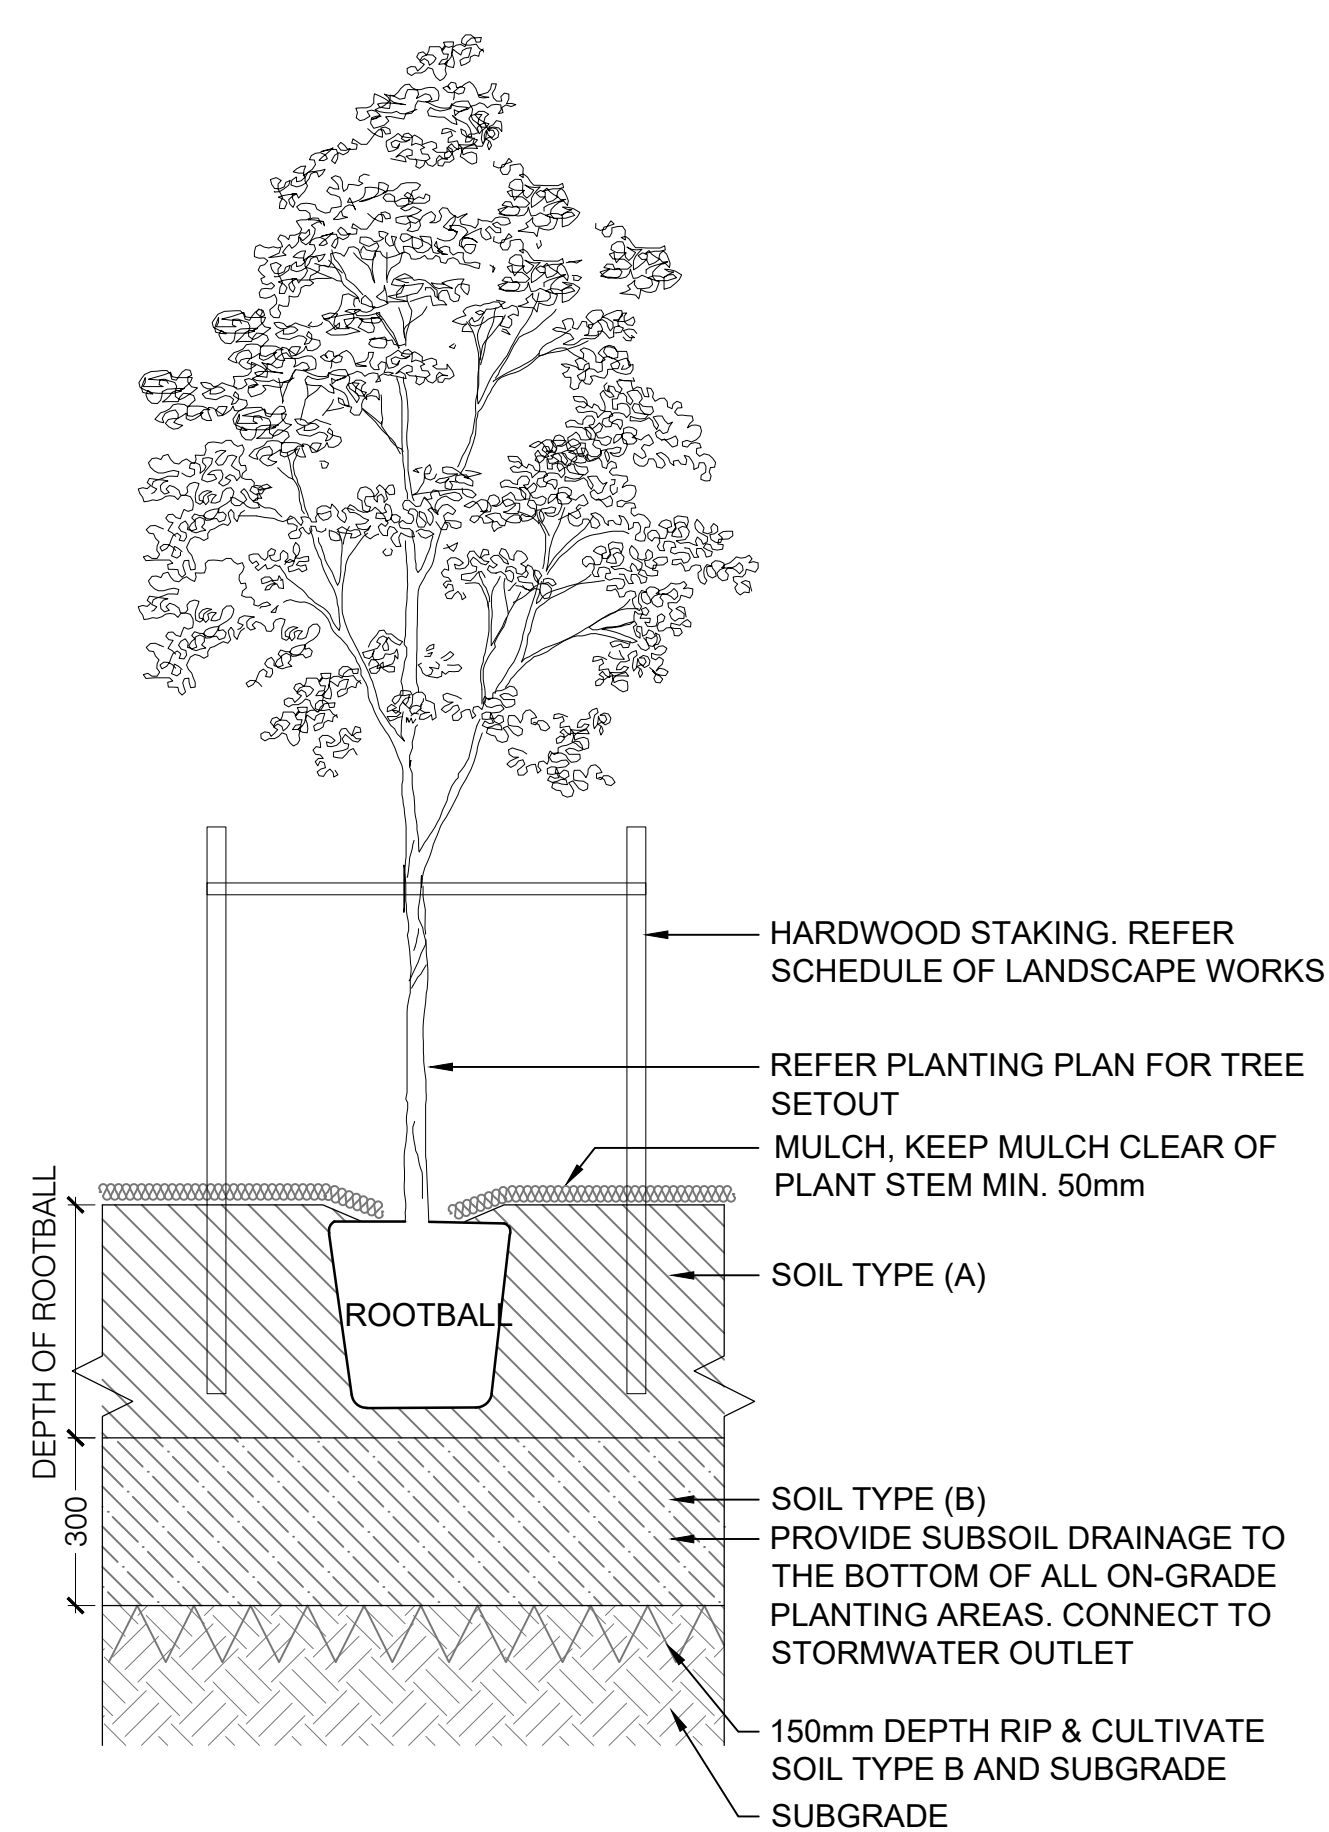 HARDWOOD STAKING. REFER
SCHEDULE OF LANDSCAPE WORKS
REFER PLANTING PLAN FOR TREE
SETOUT
MULCH, KEEP MULCH CLEAR OF
PLANT STEM MIN. 50mm
DEPTH OF ROOTBALL
SOIL TYPE (A)
ROOTBALL
300
SOIL TYPE (B)
PROVIDE SUBSOIL DRAINAGE TO
THE BOTTOM OF ALL ON-GRADE
PLANTING AREAS. CONNECT TO
STORMWATER OUTLET
150mm DEPTH RIP & CULTIVATE
SOIL TYPE B AND SUBGRADE
SUBGRADE